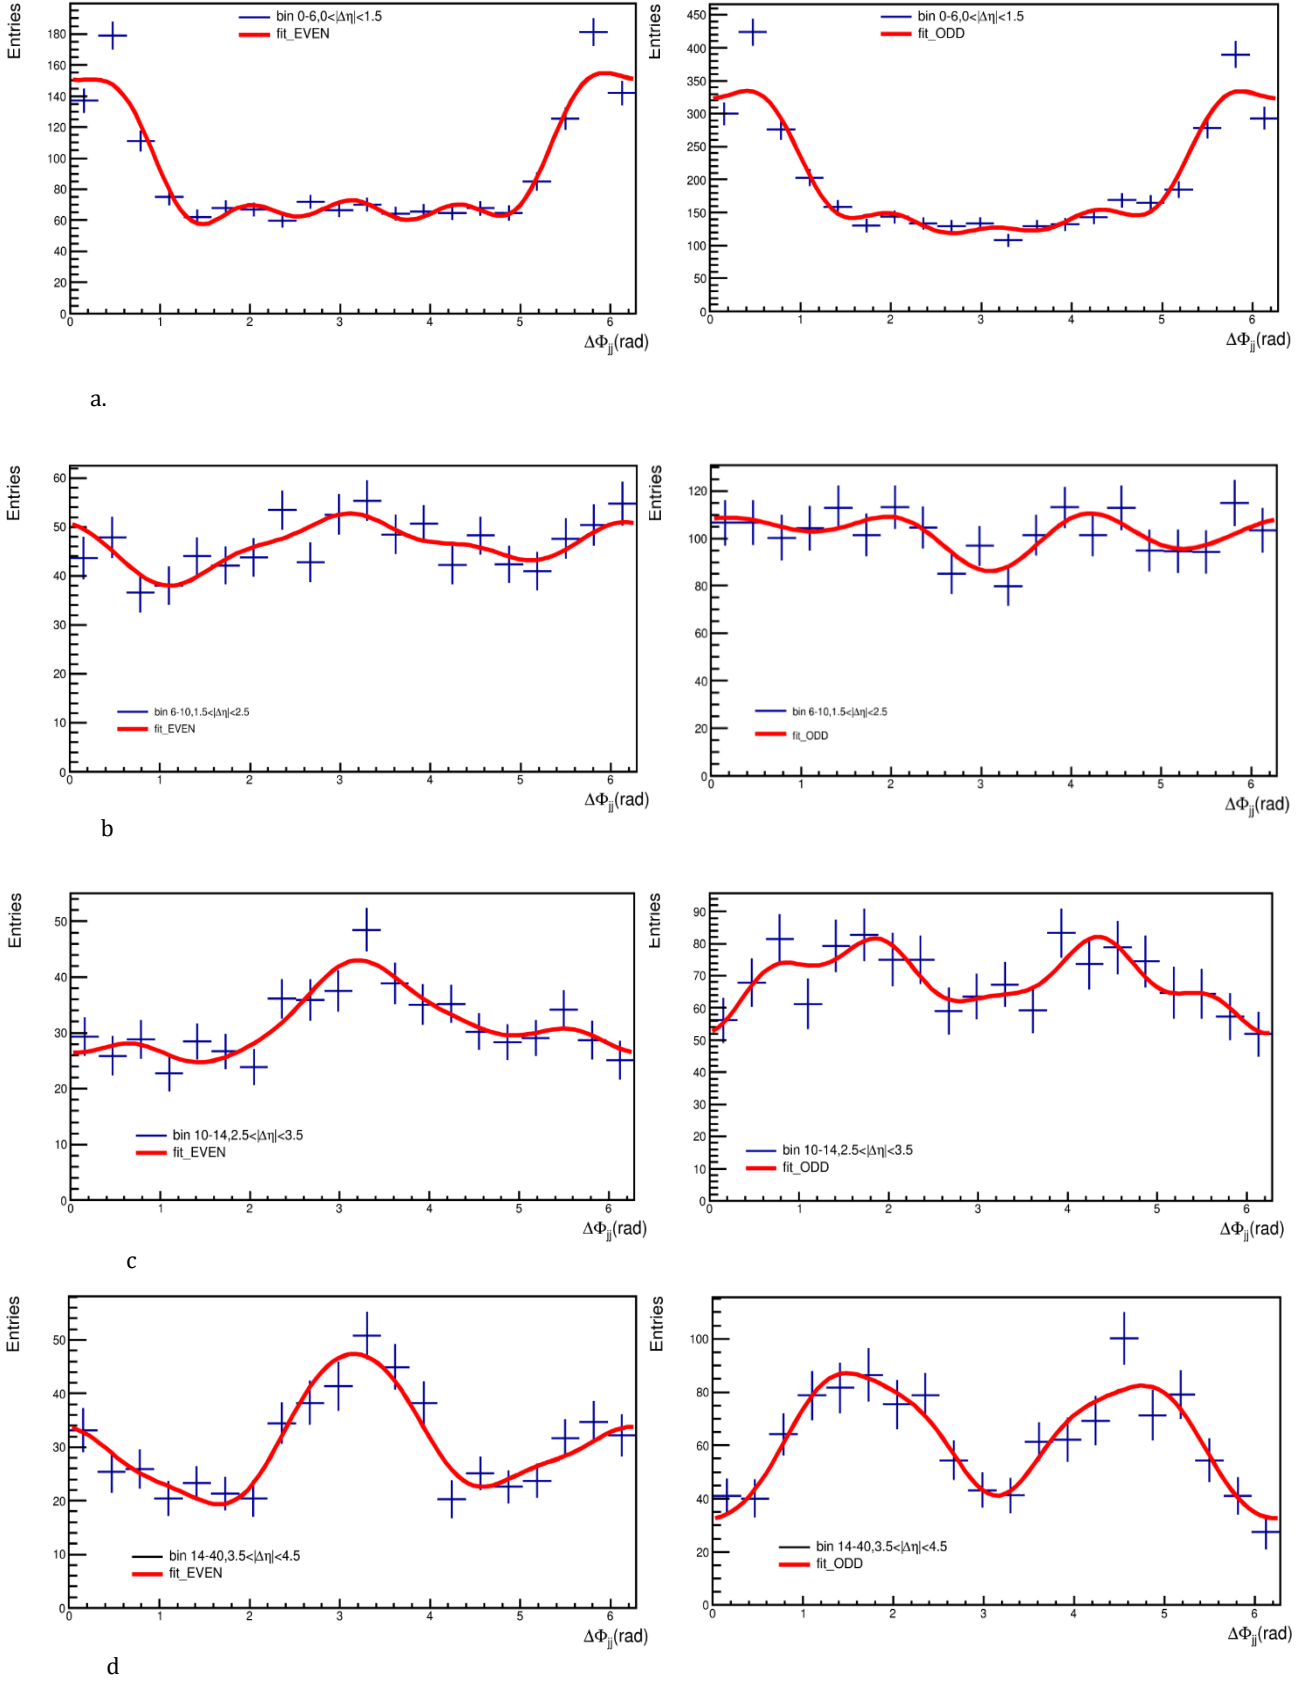 Entries
bin 0-6,0<|Δη|<1.5
fit_EVEN
180
160
140
120
100
80
60
40
20
0
0 1 2 3 4 5 6
ΔΦjj(rad)
Entries
bin 0-6,0<|Δη|<1.5
fit_ODD
450
400
350
300
250
200
150
100
50
0
0 1 2 3 4 5 6
ΔΦjj(rad)
a.
Entries
60
50
40
30
20
10
0
bin 6-10,1.5<|Δη|<2.5
fit_EVEN
0 1 2 3 4 5 6
ΔΦjj(rad)
Entries
120
100
80
60
40
20
0
bin 6-10,1.5<|Δη|<2.5
fit_ODD
0 1 2 3 4 5 6
ΔΦjj(rad)
b
Entries
50
40
30
20
10
0
bin 10-14,2.5<|Δη|<3.5
fit_EVEN
0 1 2 3 4 5 6
ΔΦjj(rad)
Entries
90
80
70
60
50
40
30
20
10
0
bin 10-14,2.5<|Δη|<3.5
fit_ODD
0 1 2 3 4 5 6
ΔΦjj(rad)
c
Entries
50
40
30
20
10
0
bin 14-40,3.5<|Δη|<4.5
fit_EVEN
0 1 2 3 4 5 6
ΔΦjj(rad)
Entries
100
80
60
40
20
0
bin 14-40,3.5<|Δη|<4.5
fit_ODD
0 1 2 3 4 5 6
ΔΦjj(rad)
d